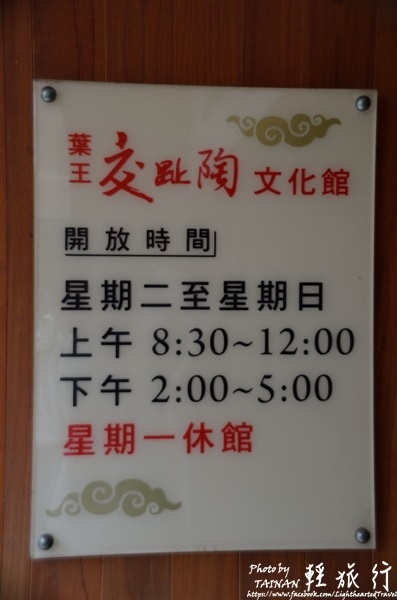 葉王交趾陶文化館
開放時間
星期二至星期日
上午 8:30~12:00
下午 2:00~5:00
星期一休館
Photo by 輕旅行
TAINAN
https://www.facebook.com/LightheartedTravel